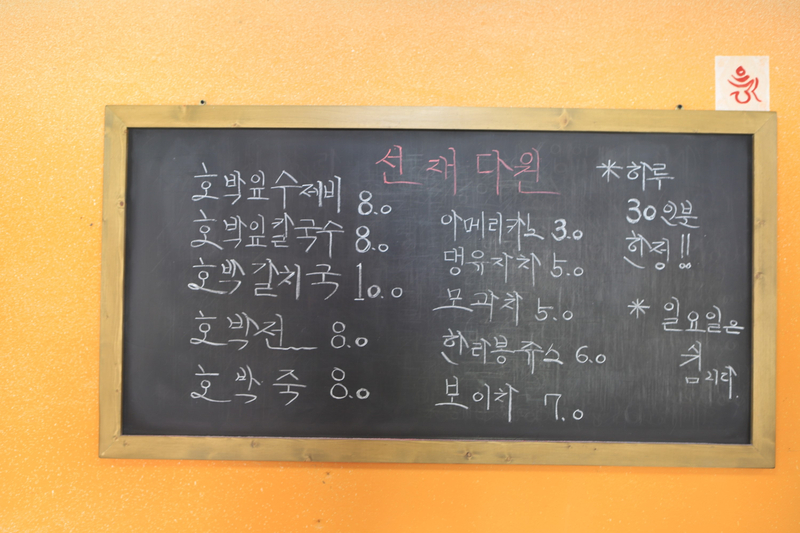 선재다원
호박잎수제비 8.0
호박잎칼국수 8.0
호박갈치국 10.0
호박전 8.0
호박죽 8.0
아메리카노 3.0
댕유자차 5.0
모과차 5.0
한라봉쥬스 6.0
보이차 7.0
*하루
30인분
한정!!
* 일요일은
쉽
니다.